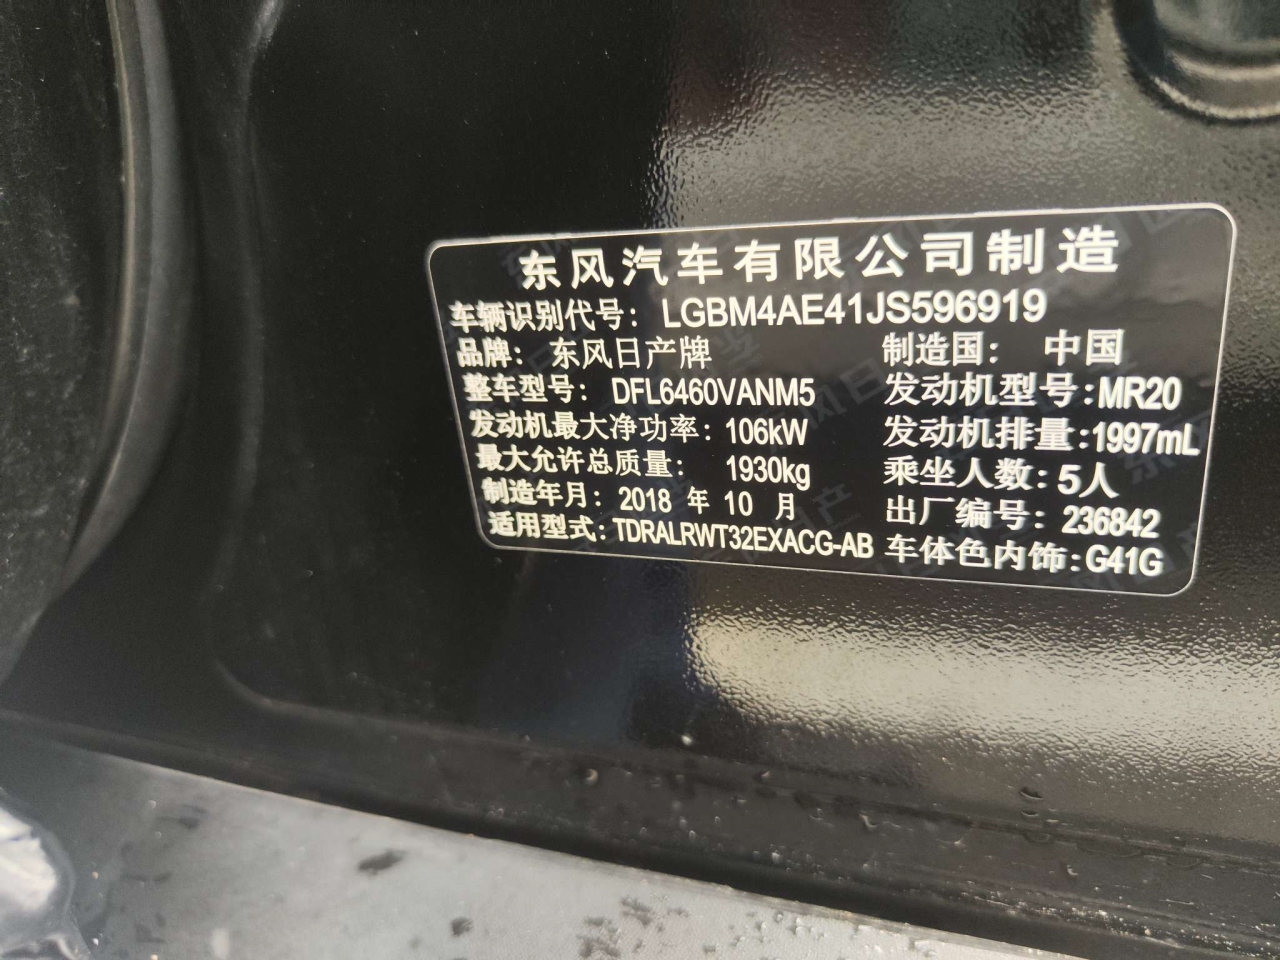 东风汽车有限公司制造
车辆识别代号: LGBM4AE41JS596919
品牌: 东风日产牌 制造国: 中国
整车型号: DFL6460VANM5 发动机型号:MR20
发动机最大净功率: 106kW 发动机排量:1997mL
最大允许总质量: 1930kg 乘坐人数: 5人
制造年月: 2018 年 10 月 出厂编号: 236842
适用型式: TDRALRWT32EXACG-AB 车体色内饰:G41G